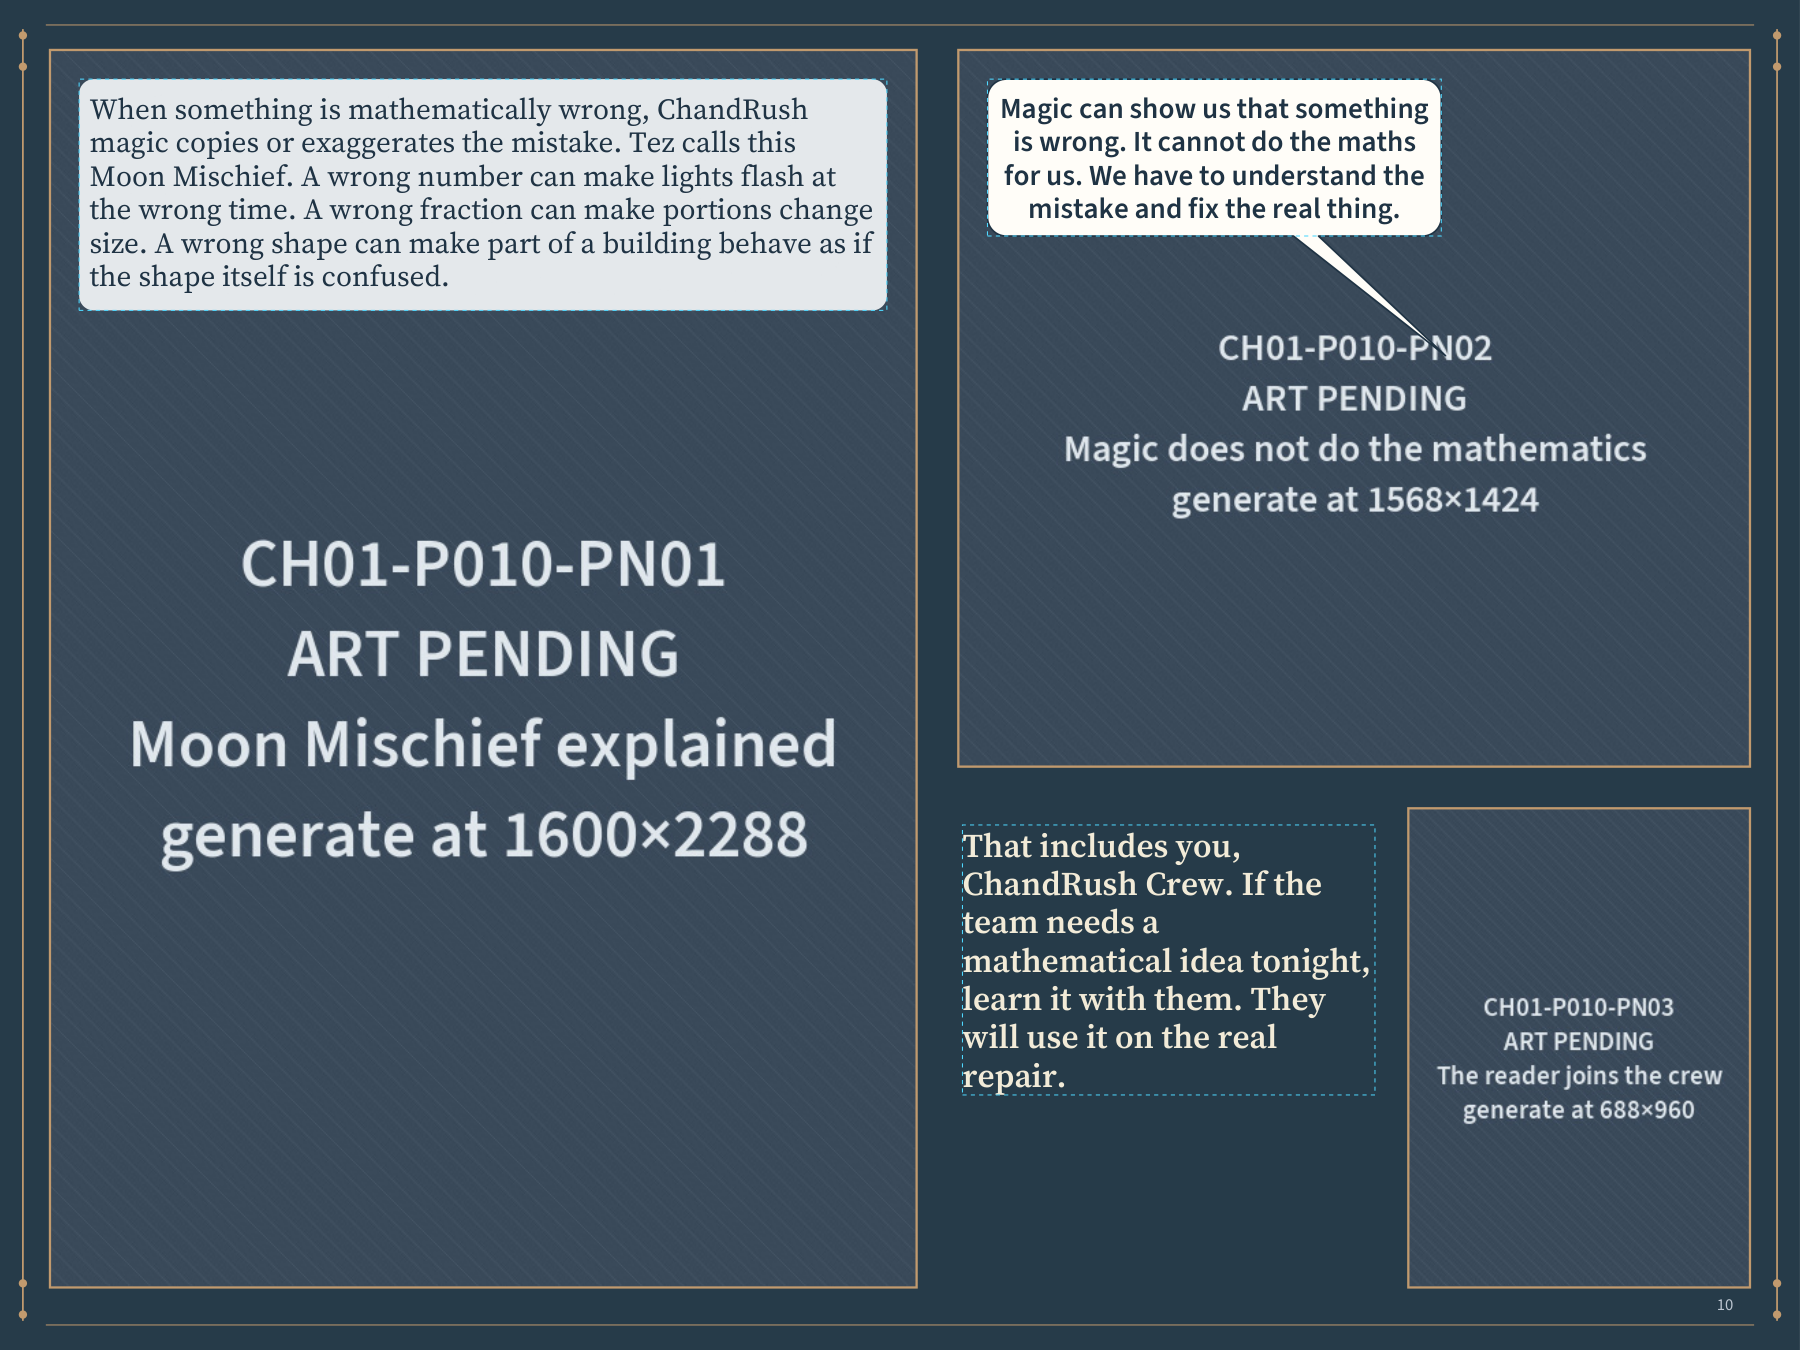 When something is mathematically wrong, ChandRush
magic copies or exaggerates the mistake. Tez calls this
Moon Mischief. A wrong number can make lights flash at
the wrong time. A wrong fraction can make portions change
size. A wrong shape can make part of a building behave as if
the shape itself is confused.
CH01-P010-PN01
ART PENDING
Moon Mischief explained
generate at 1600×2288
Magic can show us that something
is wrong. It cannot do the maths
for us. We have to understand the
mistake and fix the real thing.
CH01-P010-PN02
ART PENDING
Magic does not do the mathematics
generate at 1568×1424
That includes you,
ChandRush Crew. If the
team needs a
mathematical idea tonight,
learn it with them. They
will use it on the real
repair.
CH01-P010-PN03
ART PENDING
The reader joins the crew
generate at 688×960
10